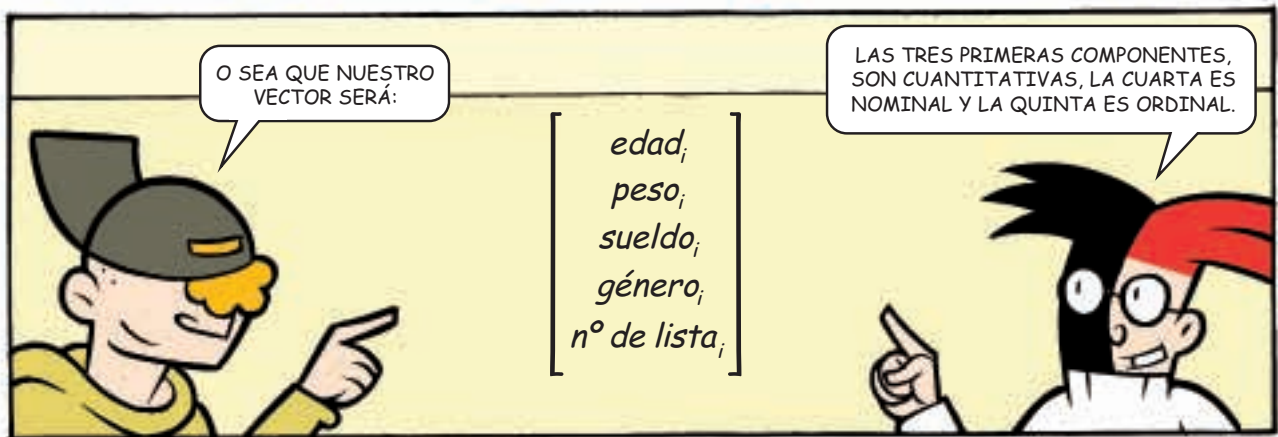 O SEA QUE NUESTRO
VECTOR SERÁ:
edadᵢ
pesoᵢ
sueldoᵢ
géneroᵢ
nº de listaᵢ
LAS TRES PRIMERAS COMPONENTES,
SON CUANTITATIVAS, LA CUARTA ES
NOMINAL Y LA QUINTA ES ORDINAL.